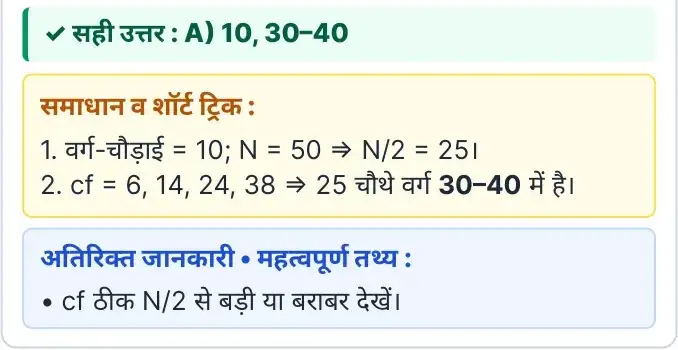 ✓ सही उत्तर : A) 10, 30–40
समाधान व शॉर्ट ट्रिक :
1. वर्ग-चौड़ाई = 10; N = 50 ⇒ N/2 = 25।
2. cf = 6, 14, 24, 38 ⇒ 25 चौथे वर्ग 30–40 में है।
अतिरिक्त जानकारी • महत्वपूर्ण तथ्य :
• cf ठीक N/2 से बड़ी या बराबर देखें।